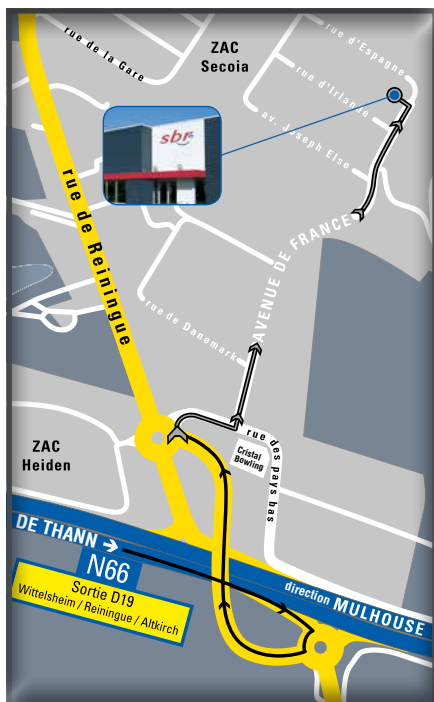 rue de la Gare
ZAC
Secoia
rue d'Espagne
rue d'Irlande
av. Joseph Else
sbr
rue de Reiningue
AVENUE DE FRANCE
rue de Danemark
rue des pays bas
Cristal
Bowling
ZAC
Heiden
DE THANN
N66
Sortie D19
Wittelsheim / Reiningue / Altkirch
direction MULHOUSE